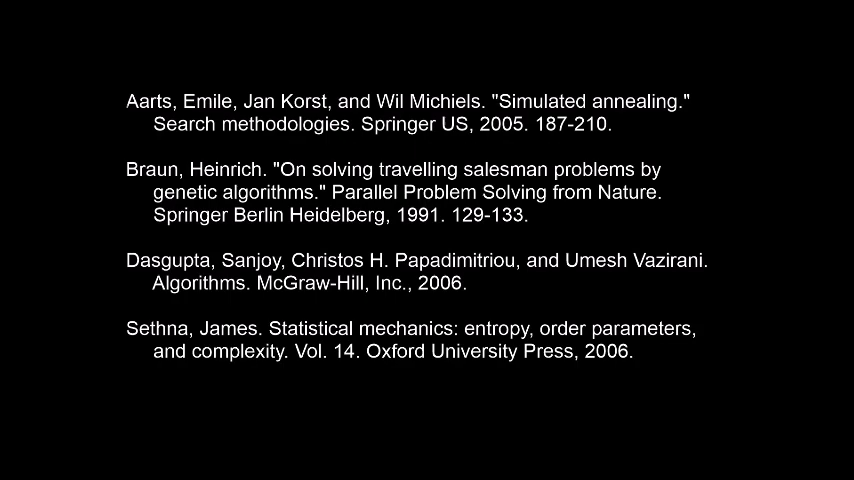 Aarts, Emile, Jan Korst, and Wil Michiels. "Simulated annealing."
Search methodologies. Springer US, 2005. 187-210.
Braun, Heinrich. "On solving travelling salesman problems by
genetic algorithms." Parallel Problem Solving from Nature.
Springer Berlin Heidelberg, 1991. 129-133.
Dasgupta, Sanjoy, Christos H. Papadimitriou, and Umesh Vazirani.
Algorithms. McGraw-Hill, Inc., 2006.
Sethna, James. Statistical mechanics: entropy, order parameters,
and complexity. Vol. 14. Oxford University Press, 2006.